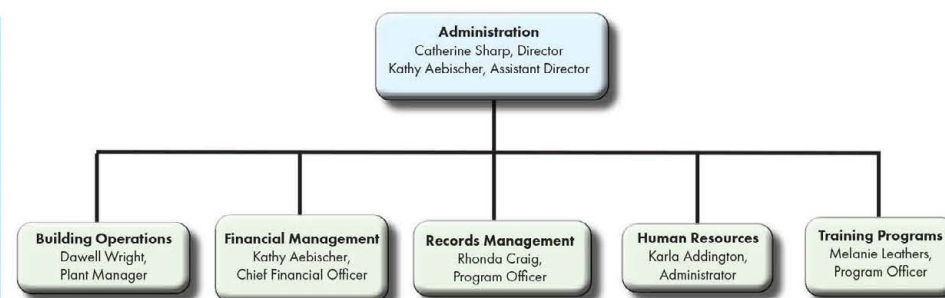 Administration
Catherine Sharp, Director
Kathy Aebischer, Assistant Director
Building Operations
Dawell Wright,
Plant Manager
Financial Management
Kathy Aebischer,
Chief Financial Officer
Records Management
Rhonda Craig,
Program Officer
Human Resources
Karla Addington,
Administrator
Training Programs
Melanie Leathers,
Program Officer